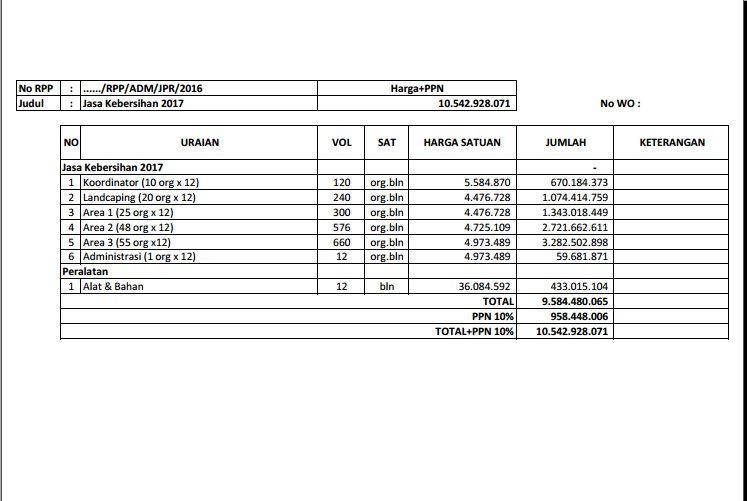 No RPP : ....../RPP/ADM/JPR/2016 Harga+PPN
Judul : Jasa Kebersihan 2017 10.542.928.071 No WO :
NO URAIAN VOL SAT HARGA SATUAN JUMLAH KETERANGAN
Jasa Kebersihan 2017 -
1 Koordinator (10 org x 12) 120 org.bln 5.584.870 670.184.373
2 Landcaping (20 org x 12) 240 org.bln 4.476.728 1.074.414.759
3 Area 1 (25 org x 12) 300 org.bln 4.476.728 1.343.018.449
4 Area 2 (48 org x 12) 576 org.bln 4.725.109 2.721.662.611
5 Area 3 (55 org x12) 660 org.bln 4.973.489 3.282.502.898
6 Administrasi (1 org x 12) 12 org.bln 4.973.489 59.681.871
Peralatan
1 Alat & Bahan 12 bln 36.084.592 433.015.104
TOTAL 9.584.480.065
PPN 10% 958.448.006
TOTAL+PPN 10% 10.542.928.071